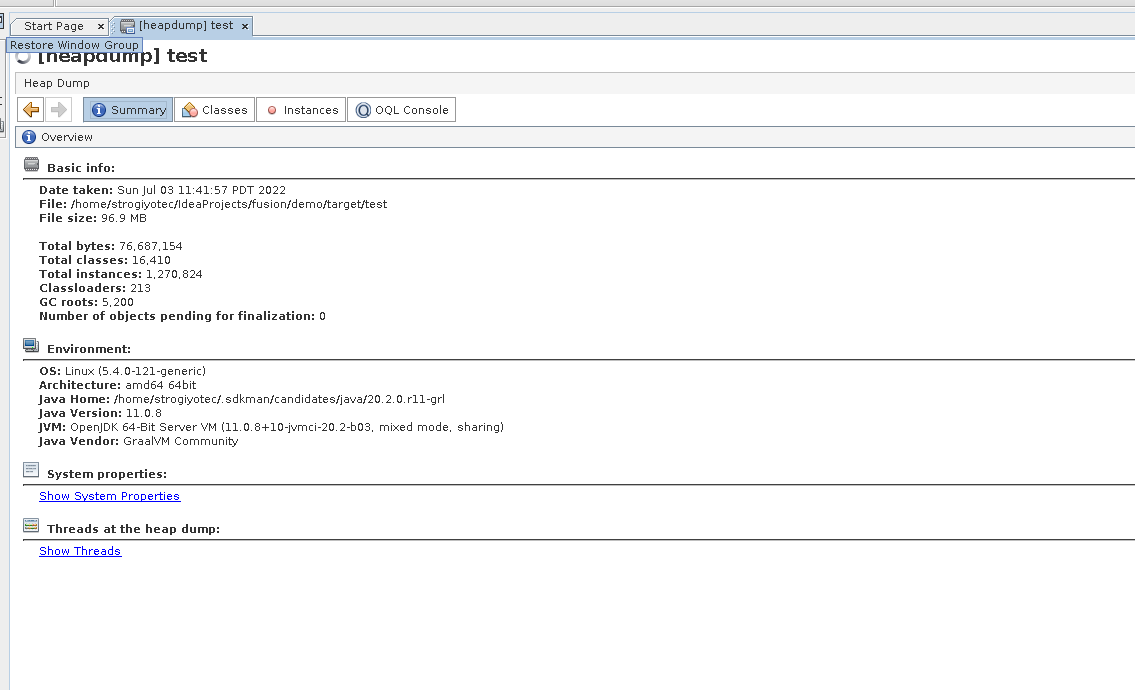 Start Page × [heapdump] test ×
Restore Window Group
[heapdump] test
Heap Dump
Summary Classes Instances OQL Console
Overview
Basic info:
Date taken: Sun Jul 03 11:41:57 PDT 2022
File: /home/strogiyotec/IdeaProjects/fusion/demo/target/test
File size: 96.9 MB
Total bytes: 76,687,154
Total classes: 16,410
Total instances: 1,270,824
Classloaders: 213
GC roots: 5,200
Number of objects pending for finalization: 0
Environment:
OS: Linux (5.4.0-121-generic)
Architecture: amd64 64bit
Java Home: /home/strogiyotec/.sdkman/candidates/java/20.2.0.r11-grl
Java Version: 11.0.8
JVM: OpenJDK 64-Bit Server VM (11.0.8+10-jvmci-20.2-b03, mixed mode, sharing)
Java Vendor: GraalVM Community
System properties:
Show System Properties
Threads at the heap dump:
Show Threads